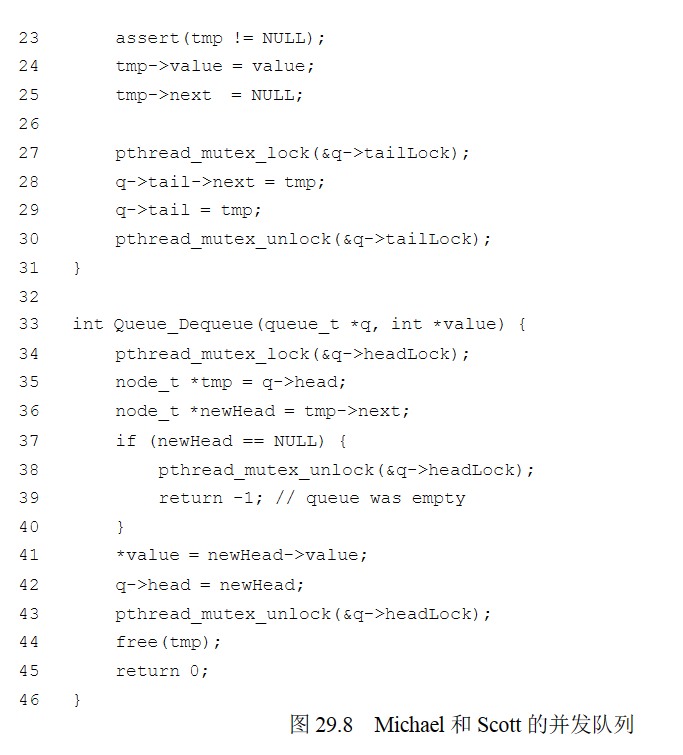 23        assert(tmp != NULL);
24        tmp->value = value;
25        tmp->next  = NULL;
26
27        pthread_mutex_lock(&q->tailLock);
28        q->tail->next = tmp;
29        q->tail = tmp;
30        pthread_mutex_unlock(&q->tailLock);
31    }
32
33    int Queue_Dequeue(queue_t *q, int *value) {
34        pthread_mutex_lock(&q->headLock);
35        node_t *tmp = q->head;
36        node_t *newHead = tmp->next;
37        if (newHead == NULL) {
38            pthread_mutex_unlock(&q->headLock);
39            return -1; // queue was empty
40        }
41        *value = newHead->value;
42        q->head = newHead;
43        pthread_mutex_unlock(&q->headLock);
44        free(tmp);
45        return 0;
46    }
图 29.8　Michael 和 Scott 的并发队列